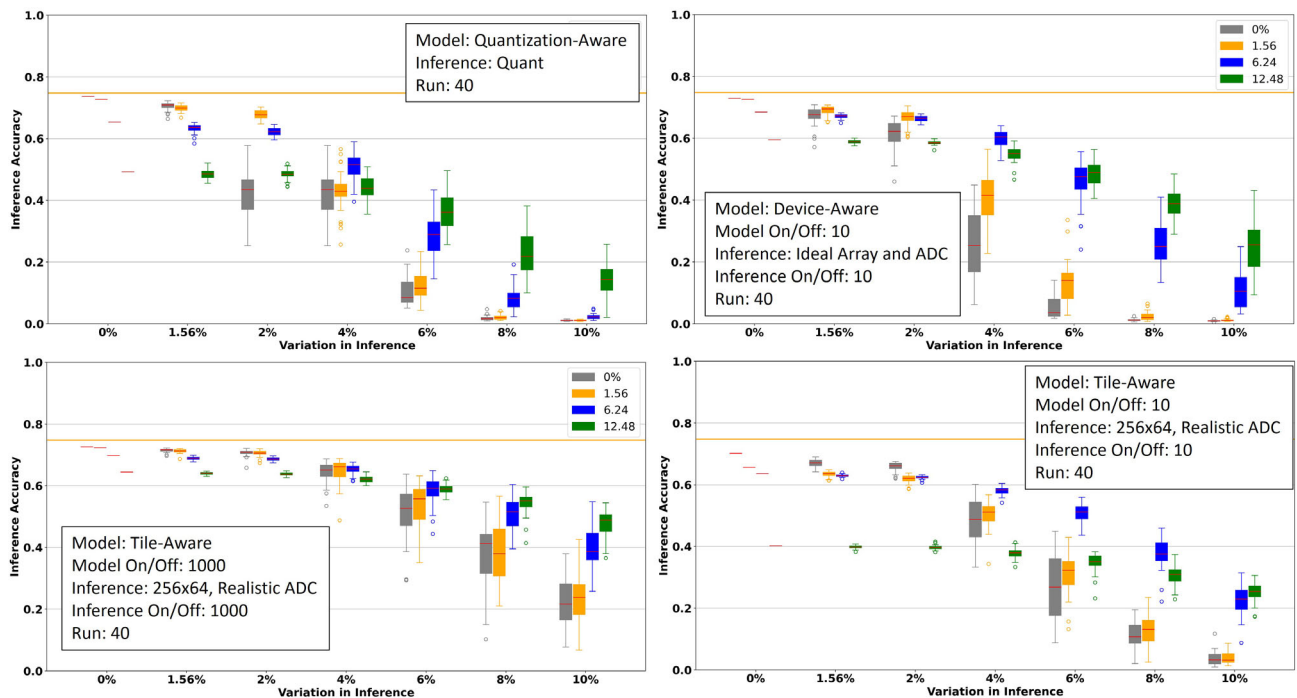 1.0
0.8
0.6
0.4
0.2
0.0
Inference Accuracy
Model: Quantization-Aware
Inference: Quant
Run: 40
0%
1.56%
2%
4%
6%
8%
10%
Variation in Inference
1.0
0.8
0.6
0.4
0.2
0.0
Inference Accuracy
0%
1.56
6.24
12.48
Model: Device-Aware
Model On/Off: 10
Inference: Ideal Array and ADC
Inference On/Off: 10
Run: 40
0%
1.56%
2%
4%
6%
8%
10%
Variation in Inference
1.0
0.8
0.6
0.4
0.2
0.0
Inference Accuracy
0%
1.56
6.24
12.48
Model: Tile-Aware
Model On/Off: 1000
Inference: 256x64, Realistic ADC
Inference On/Off: 1000
Run: 40
0%
1.56%
2%
4%
6%
8%
10%
Variation in Inference
1.0
0.8
0.6
0.4
0.2
0.0
Inference Accuracy
Model: Tile-Aware
Model On/Off: 10
Inference: 256x64, Realistic ADC
Inference On/Off: 10
Run: 40
0%
1.56%
2%
4%
6%
8%
10%
Variation in Inference